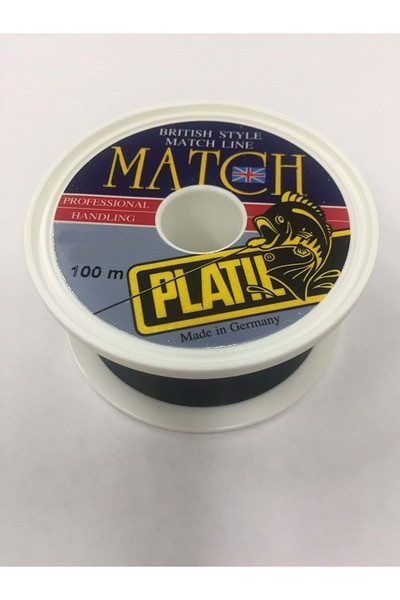 BRITISH STYLE
MATCH LINE
MATCH
PROFESSIONAL
HANDLING
100 m
PLATIL®
Made in Germany